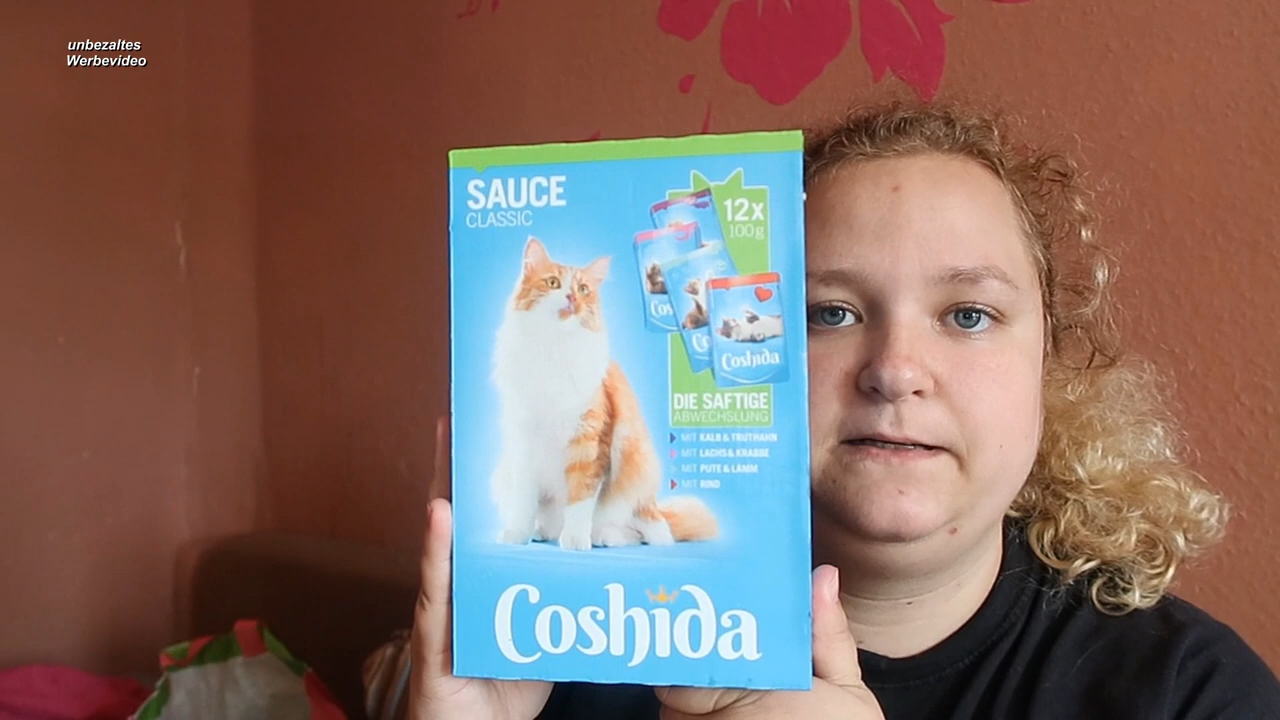 unbezaltes
Werbevideo
SAUCE
CLASSIC
12x
100g
Coshida
DIE SAFTIGE
ABWECHSLUNG
MIT KALB & TRUTHAHN
MIT LACHS & KRABBE
MIT PUTE & LAMM
MIT RIND
Coshida